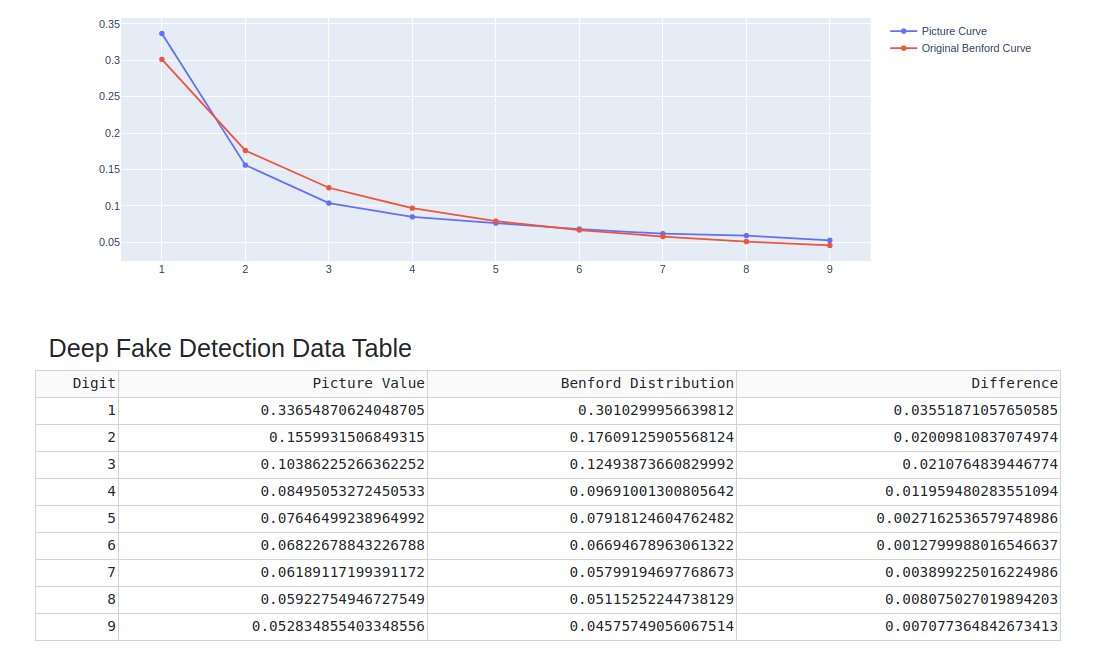 0.35
0.3
0.25
0.2
0.15
0.1
0.05
1 2 3 4 5 6 7 8 9
Picture Curve
Original Benford Curve
Deep Fake Detection Data Table
Digit Picture Value Benford Distribution Difference
1 0.33654870624048705 0.3010299956639812 0.03551871057650585
2 0.1559931506849315 0.17609125905568124 0.02009810837074974
3 0.10386225266362252 0.12493873660829992 0.0210764839446774
4 0.08495053272450533 0.09691001300805642 0.011959480283551094
5 0.07646499238964992 0.07918124604762482 0.0027162536579748986
6 0.06822678843226788 0.06694678963061322 0.0012799988016546637
7 0.06189117199391172 0.05799194697768673 0.003899225016224986
8 0.05922754946727549 0.05115252244738129 0.008075027019894203
9 0.052834855403348556 0.04575749056067514 0.007077364842673413